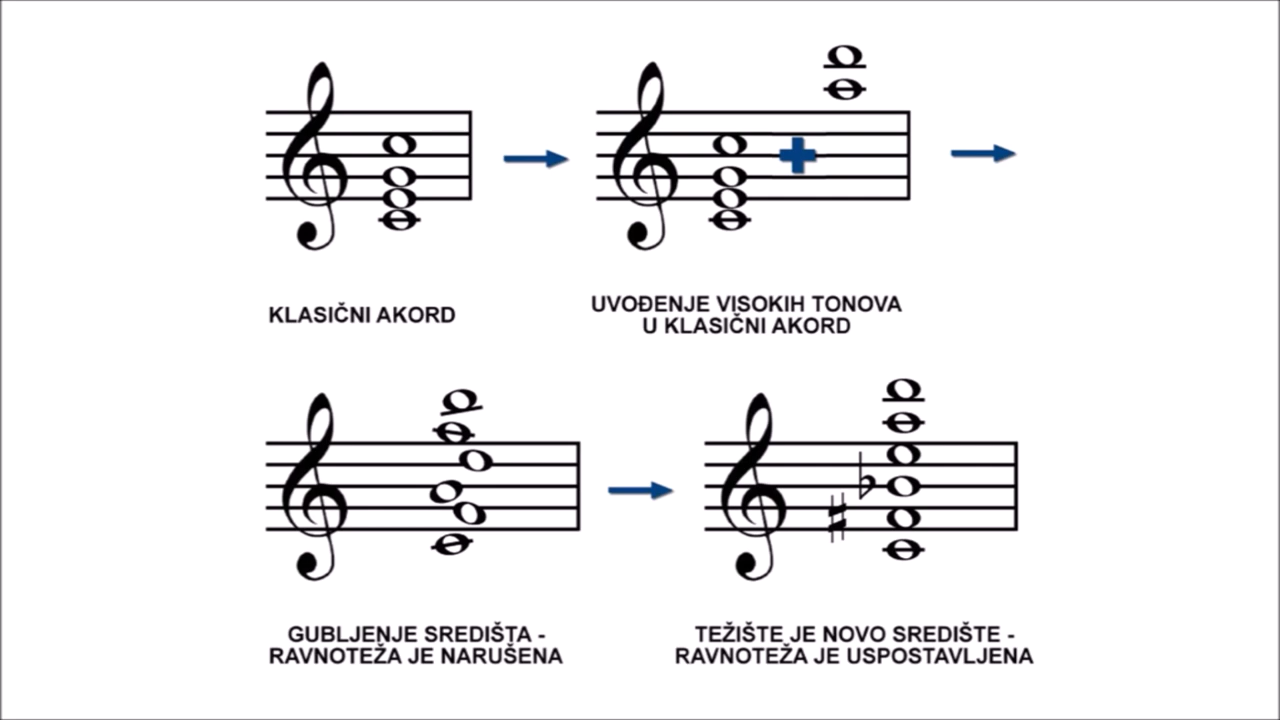 KLASIČNI AKORD
UVOĐENJE VISOKIH TONOVA
U KLASIČNI AKORD
GUBLJENJE SREDIŠTA -
RAVNOTEŽA JE NARUŠENA
TEŽIŠTE JE NOVO SREDIŠTE -
RAVNOTEŽA JE USPOSTAVLJENA